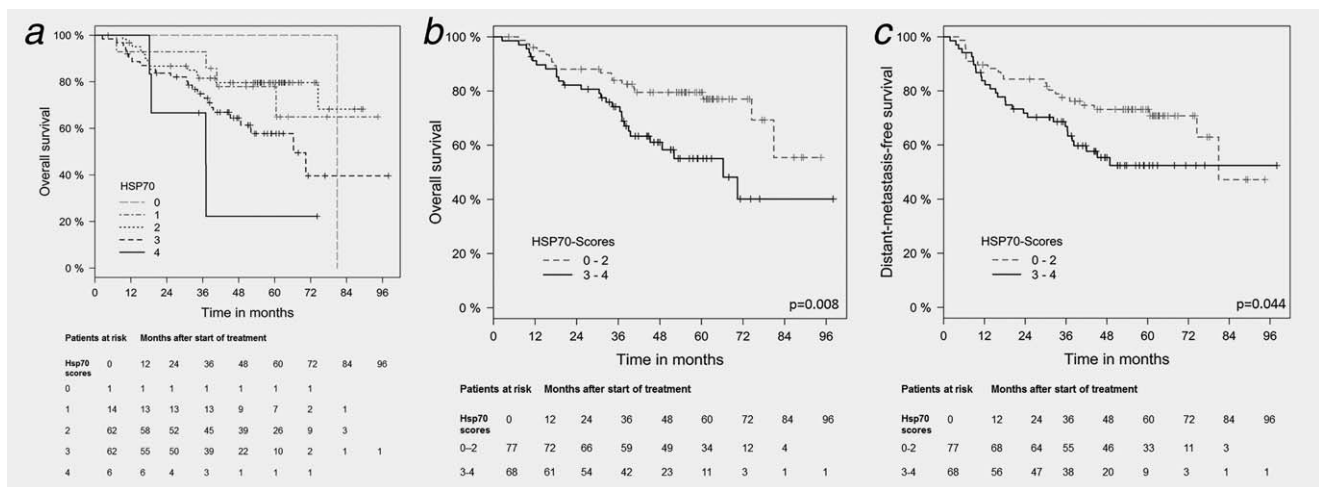 a
Overall survival
100 %
80 %
60 %
40 %
20 %
0 %
HSP70
0
1
2
3
4
0 12 24 36 48 60 72 84 96
Time in months
Patients at risk Months after start of treatment
Hsp70 scores 0 12 24 36 48 60 72 84 96
0 1 1 1 1 1 1 1
1 14 13 13 13 9 7 2 1
2 62 58 52 45 39 26 9 3
3 62 55 50 39 22 10 2 1 1
4 6 6 4 3 1 1 1
b
Overall survival
100 %
80 %
60 %
40 %
20 %
0 %
HSP70-Scores
0 - 2
3 - 4
p=0.008
0 12 24 36 48 60 72 84 96
Time in months
Patients at risk Months after start of treatment
Hsp70 scores 0 12 24 36 48 60 72 84 96
0–2 77 72 66 59 49 34 12 4
3-4 68 61 54 42 23 11 3 1 1
c
Distant-metastasis-free survival
100 %
80 %
60 %
40 %
20 %
0 %
HSP70-Scores
0 - 2
3 - 4
p=0.044
0 12 24 36 48 60 72 84 96
Time in months
Patients at risk Months after start of treatment
Hsp70 scores 0 12 24 36 48 60 72 84 96
0-2 77 68 64 55 46 33 11 3
3-4 68 56 47 38 20 9 3 1 1